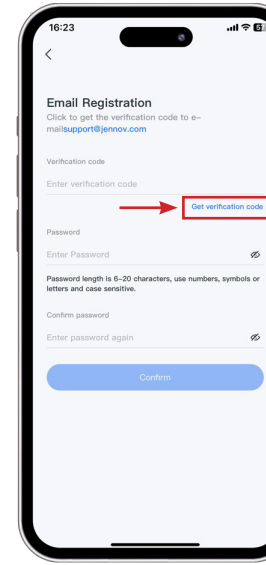 16:23
Email Registration
Click to get the verification code to e-
mailsupport@jennov.com
Verification code
Enter verification code
Get verification code
Password
Enter Password
Password length is 6-20 characters, use numbers, symbols or
letters and case sensitive.
Confirm password
Enter password again
Confirm